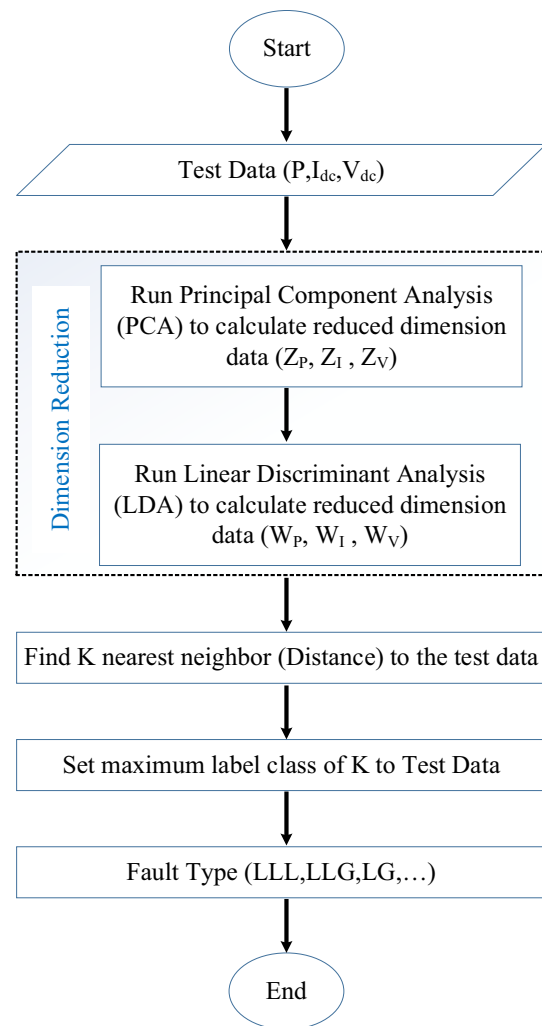 Start
Test Data (P,Idc,Vdc)
Dimension Reduction
Run Principal Component Analysis
(PCA) to calculate reduced dimension
data (ZP, ZI , ZV)
Run Linear Discriminant Analysis
(LDA) to calculate reduced dimension
data (WP, WI , WV)
Find K nearest neighbor (Distance) to the test data
Set maximum label class of K to Test Data
Fault Type (LLL,LLG,LG,…)
End